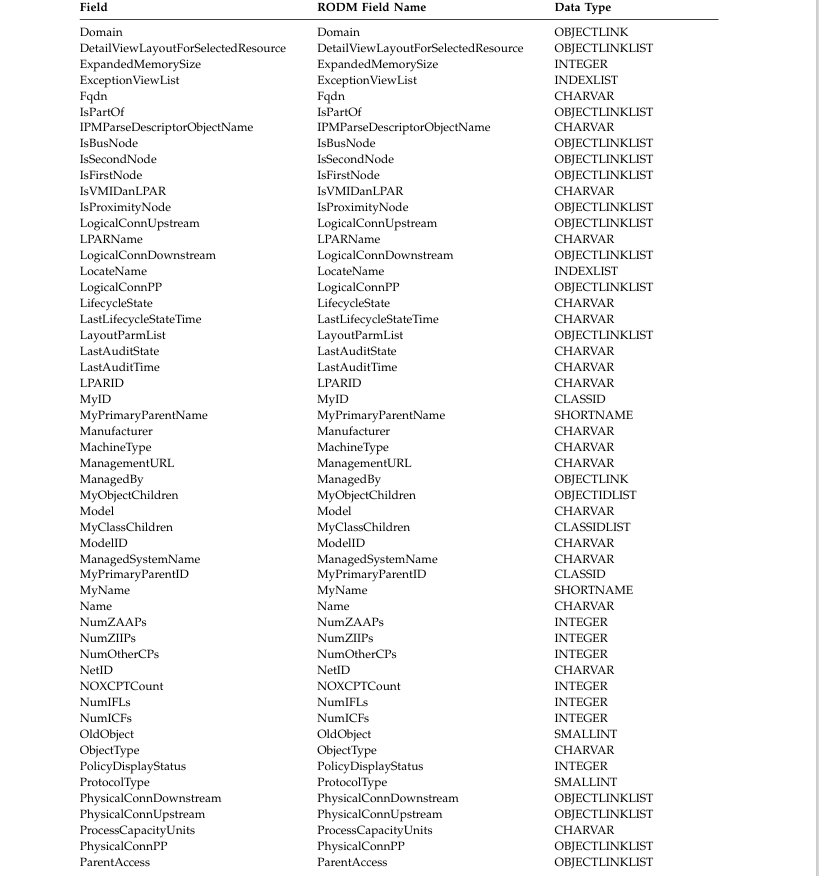 Field RODM Field Name Data Type
Domain Domain OBJECTLINK
DetailViewLayoutForSelectedResource DetailViewLayoutForSelectedResource OBJECTLINKLIST
ExpandedMemorySize ExpandedMemorySize INTEGER
ExceptionViewList ExceptionViewList INDEXLIST
Fqdn Fqdn CHARVAR
IsPartOf IsPartOf OBJECTLINKLIST
IPMParseDescriptorObjectName IPMParseDescriptorObjectName CHARVAR
IsBusNode IsBusNode OBJECTLINKLIST
IsSecondNode IsSecondNode OBJECTLINKLIST
IsFirstNode IsFirstNode OBJECTLINKLIST
IsVMIDanLPAR IsVMIDanLPAR CHARVAR
IsProximityNode IsProximityNode OBJECTLINKLIST
LogicalConnUpstream LogicalConnUpstream OBJECTLINKLIST
LPARName LPARName CHARVAR
LogicalConnDownstream LogicalConnDownstream OBJECTLINKLIST
LocateName LocateName INDEXLIST
LogicalConnPP LogicalConnPP OBJECTLINKLIST
LifecycleState LifecycleState CHARVAR
LastLifecycleStateTime LastLifecycleStateTime CHARVAR
LayoutParmList LayoutParmList OBJECTLINKLIST
LastAuditState LastAuditState CHARVAR
LastAuditTime LastAuditTime CHARVAR
LPARID LPARID CHARVAR
MyID MyID CLASSID
MyPrimaryParentName MyPrimaryParentName SHORTNAME
Manufacturer Manufacturer CHARVAR
MachineType MachineType CHARVAR
ManagementURL ManagementURL CHARVAR
ManagedBy ManagedBy OBJECTLINK
MyObjectChildren MyObjectChildren OBJECTIDLIST
Model Model CHARVAR
MyClassChildren MyClassChildren CLASSIDLIST
ModelID ModelID CHARVAR
ManagedSystemName ManagedSystemName CHARVAR
MyPrimaryParentID MyPrimaryParentID CLASSID
MyName MyName SHORTNAME
Name Name CHARVAR
NumZAAPs NumZAAPs INTEGER
NumZIIPs NumZIIPs INTEGER
NumOtherCPs NumOtherCPs INTEGER
NetID NetID CHARVAR
NOXCPTCount NOXCPTCount INTEGER
NumIFLs NumIFLs INTEGER
NumICFs NumICFs INTEGER
OldObject OldObject SMALLINT
ObjectType ObjectType CHARVAR
PolicyDisplayStatus PolicyDisplayStatus INTEGER
ProtocolType ProtocolType SMALLINT
PhysicalConnDownstream PhysicalConnDownstream OBJECTLINKLIST
PhysicalConnUpstream PhysicalConnUpstream OBJECTLINKLIST
ProcessCapacityUnits ProcessCapacityUnits CHARVAR
PhysicalConnPP PhysicalConnPP OBJECTLINKLIST
ParentAccess ParentAccess OBJECTLINKLIST